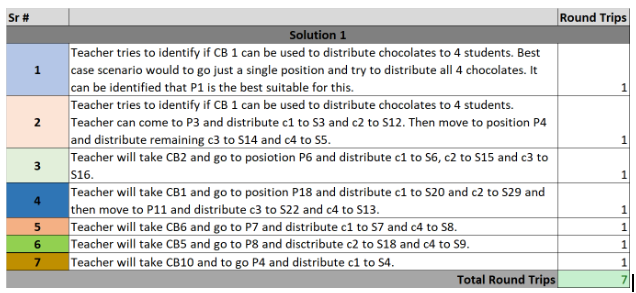 Sr # Round Trips
Solution 1
Teacher tries to identify if CB 1 can be used to distribute chocolates to 4 students. Best
case scenario would to go just a single position and try to distribute all 4 chocolates. It
1 can be identified that P1 is the best suitable for this. 1
Teacher tries to identify if CB 1 can be used to distribute chocolates to 4 students.
Teacher can come to P3 and distribute c1 to S3 and c2 to S12. Then move to position P4
2 and distribute remaining c3 to S14 and c4 to S5. 1
Teacher will take CB2 and go to posiotion P6 and distribute c1 to S6, c2 to S15 and c3 to
3 S16. 1
Teacher will take CB1 and go to position P18 and distribute c1 to S20 and c2 to S29 and
4 then move to P11 and distribute c3 to S22 and c4 to S13. 1
5 Teacher will take CB6 and go to P7 and distribute c1 to S7 and c4 to S8. 1
6 Teacher will take CB5 and go to P8 and disctribute c2 to S18 and c4 to S9. 1
7 Teacher will take CB10 and to go P4 and distribute c1 to S4. 1
Total Round Trips 7